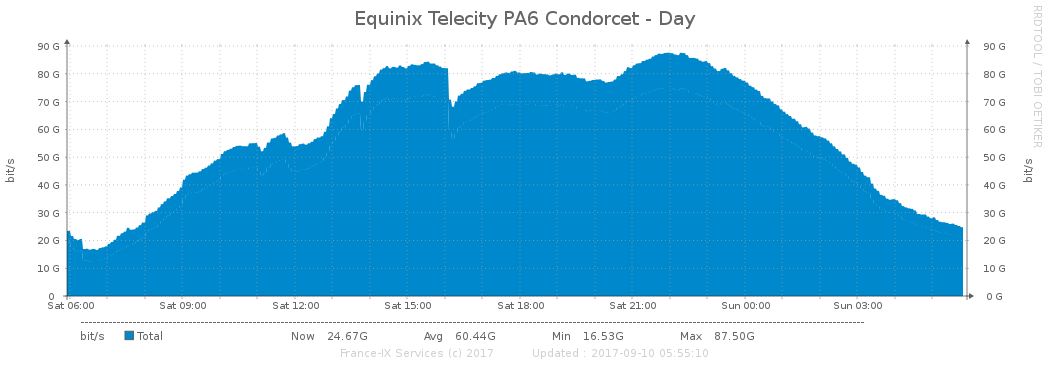 Equinix Telecity PA6 Condorcet - Day
RRDTOOL / TOBI OETIKER
bit/s
90 G 90 G
80 G 80 G
70 G 70 G
60 G 60 G
50 G 50 G
40 G 40 G
30 G 30 G
20 G 20 G
10 G 10 G
0 0 G
bit/s
Sat 06:00 Sat 09:00 Sat 12:00 Sat 15:00 Sat 18:00 Sat 21:00 Sun 00:00 Sun 03:00
bit/s Total Now 24.67G Avg 60.44G Min 16.53G Max 87.50G
France-IX Services (c) 2017 Updated : 2017-09-10 05:55:10